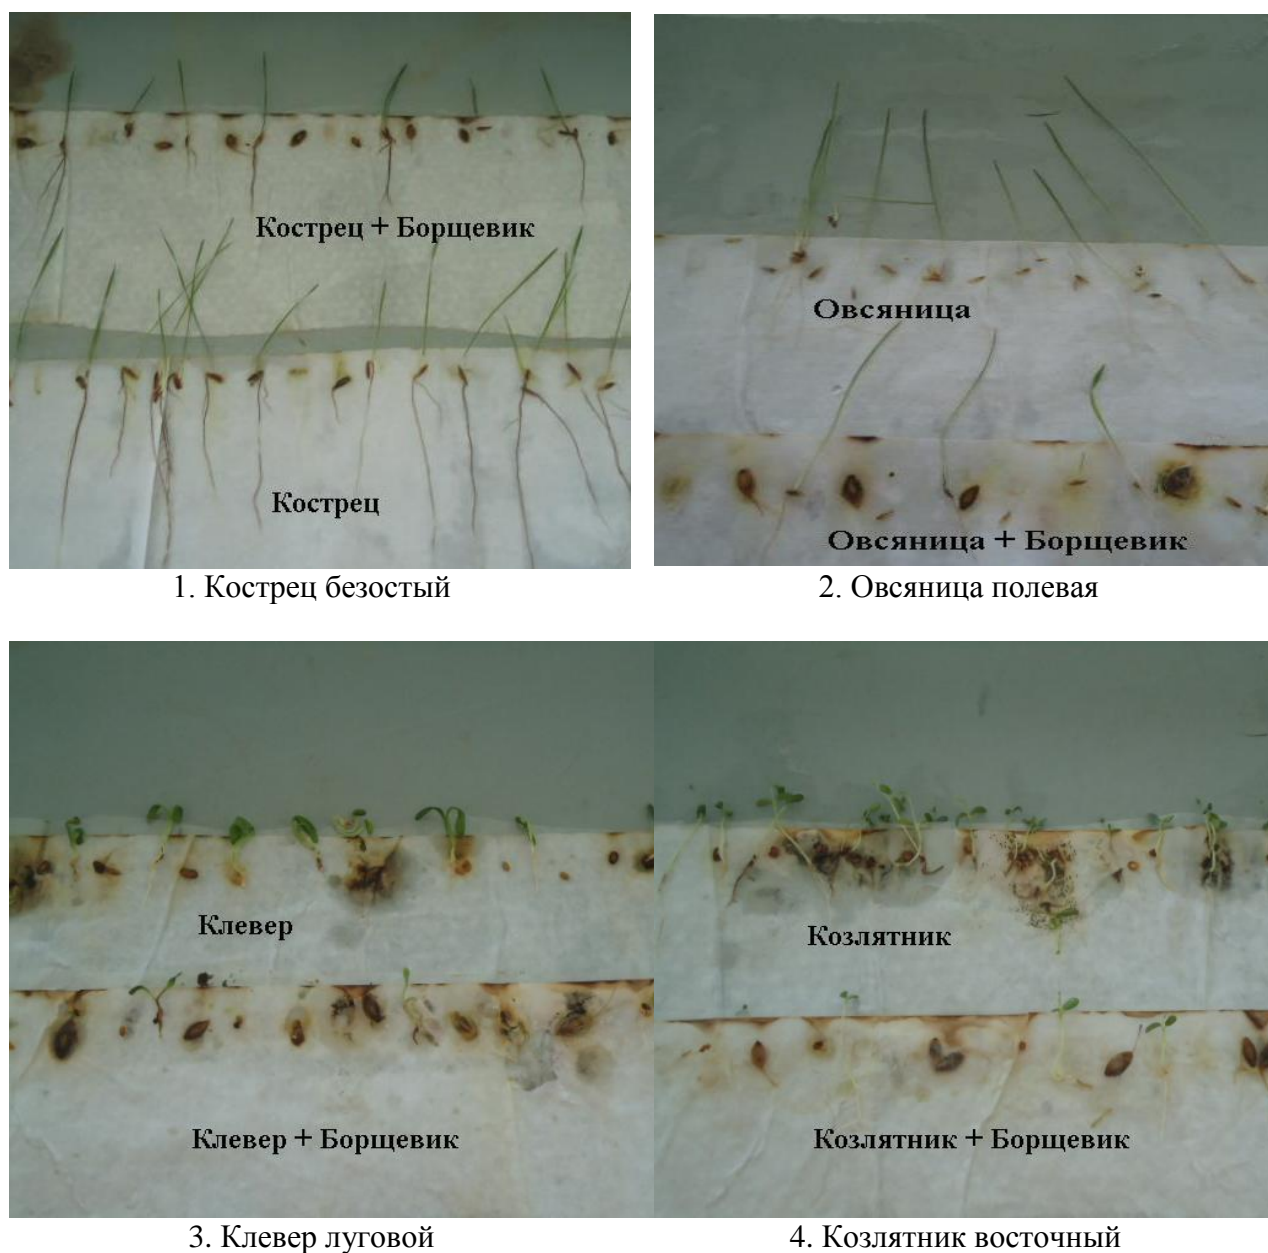 Кострец + Борщевик
Кострец
1. Кострец безостый
Овсяница
Овсяница + Борщевик
2. Овсяница полевая
Клевер
Клевер + Борщевик
3. Клевер луговой
Козлятник
Козлятник + Борщевик
4. Козлятник восточный